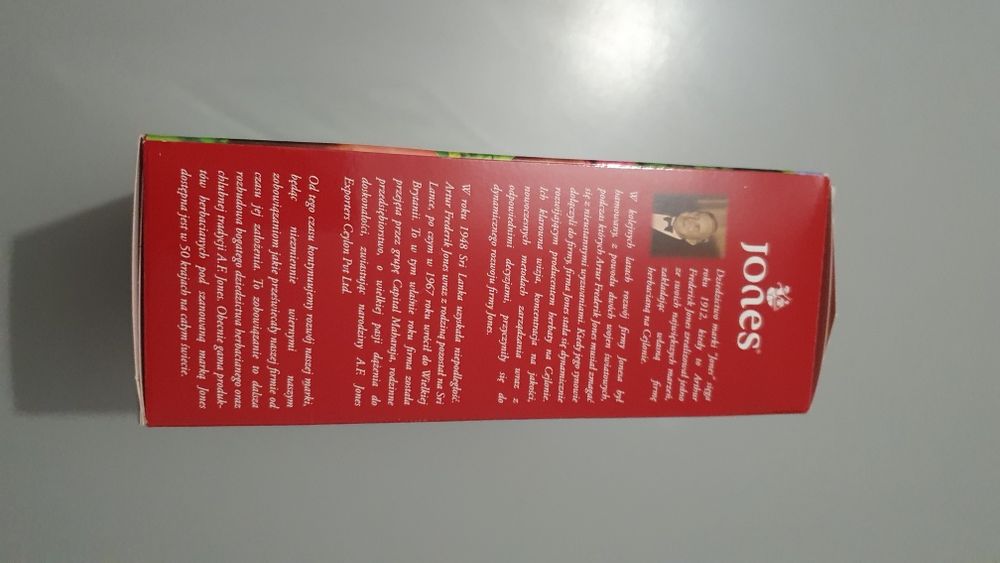 JONES®
Dziedzictwo marki "Jones" sięga
roku 1912, kiedy to Artur
Frederik Jones zrealizował jedno
ze swoich największych marzeń,
zakładając własną firmę
herbacianą na Cejlonie.
W kolejnych latach rozwój firmy Jonesa był
hamowany, z powodu dwóch wojen światowych,
podczas których Artur Frederik Jones musiał zmagać
się z nieustannymi wyzwaniami. Kiedy jego synowie
dołączyli do firmy, firma Jones stała się dynamicznie
rozwijającym producentem herbaty na Cejlonie.
Ich klarowna wizja, koncentracja na jakości,
nowoczesnych metodach zarządzania wraz z
odpowiednimi decyzjami, przyczyniły się do
dynamicznego rozwoju firmy Jones.
W roku 1948 Sri Lanka uzyskała niepodległość.
Artur Frederik Jones wraz z rodziną pozostał na Sri
Lance, po czym w 1967 roku wrócił do Wielkiej
Brytanii. To w tym właśnie roku firma została
przejęta przez grupę Capital Maharaja, rodzinne
przedsiębiorstwo, o wielkiej pasji dążenia do
doskonałości, zwiastując narodziny A.F. Jones
Exporters Ceylon Pvt Ltd.
Od tego czasu kontynuujemy rozwój naszej marki,
będąc niezmiennie wiernymi naszym
zobowiązaniom jakie przyświecały naszej firmie od
czasu jej założenia. To zobowiązanie to dalsza
rozbudowa bogatego dziedzictwa herbacianego oraz
chlubnej tradycji A.F. Jones. Obecnie gama produk-
tów herbacianych pod szanowaną marką Jones
dostępna jest w 50 krajach na całym świecie.